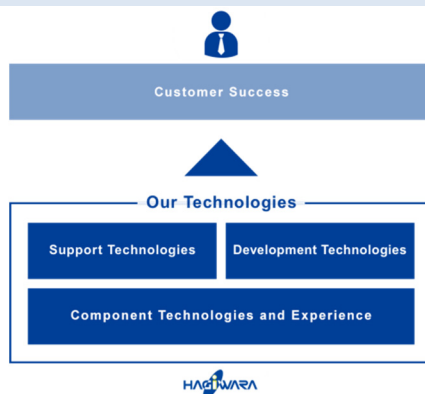 Customer Success
Our Technologies
Support Technologies
Development Technologies
Component Technologies and Experience
HAGIWARA